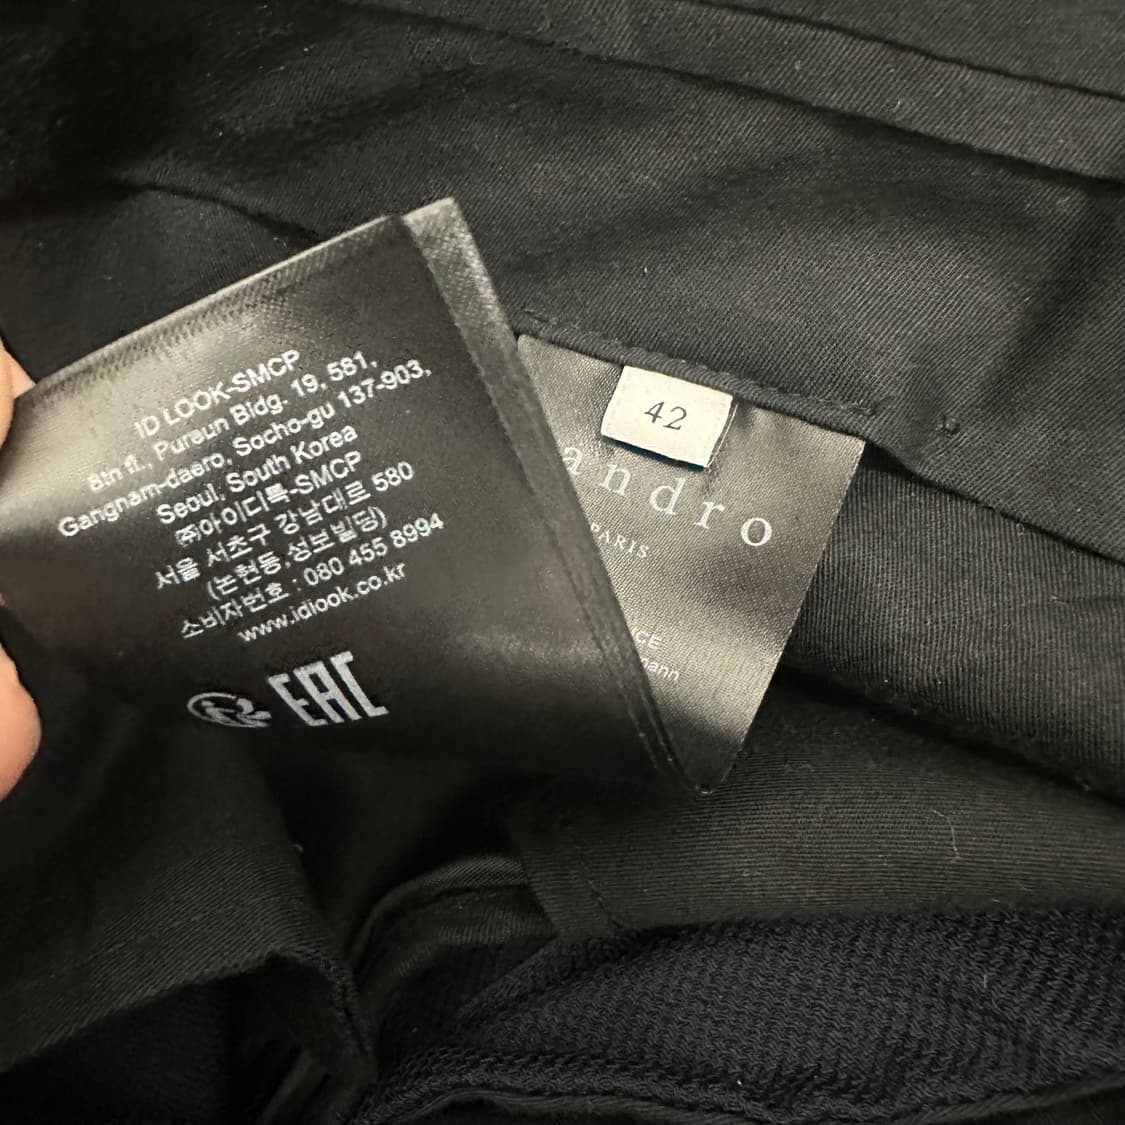 ID LOOK-SMCP
8th fl., Pureun Bldg. 19, 581,
Gangnam-daero, Socho-gu 137-903,
Seoul, South Korea
㈜아이디룩-SMCP
서울 서초구 강남대로 580
(논현동,성보빌딩)
소비자번호 : 080 455 8994
www.idlook.co.kr
EAC
42
andro
PARIS
CE
mann